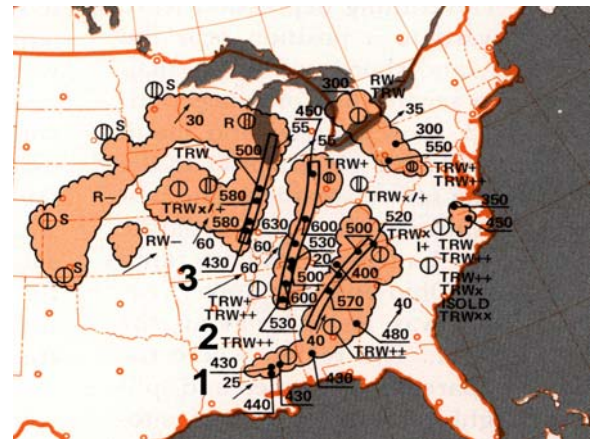 S
300
RW-
TRW
450
30
R
55
55
35
S
TRW
500
TRW+
300
550
TRW+
TRW++
R-
TRWx/+
580
TRWx/+
350
S
580
630
600
500
520
450
RW-
60
60
530
TRWx
I+
TRW
TRW++
430
20
S
3
60
500
400
TRW++
TRWx
ISOLD
TRWxx
TRW+
TRW++
600
570
40
530
2
40
480
TRW++
TRW++
430
1
25
430
430
440